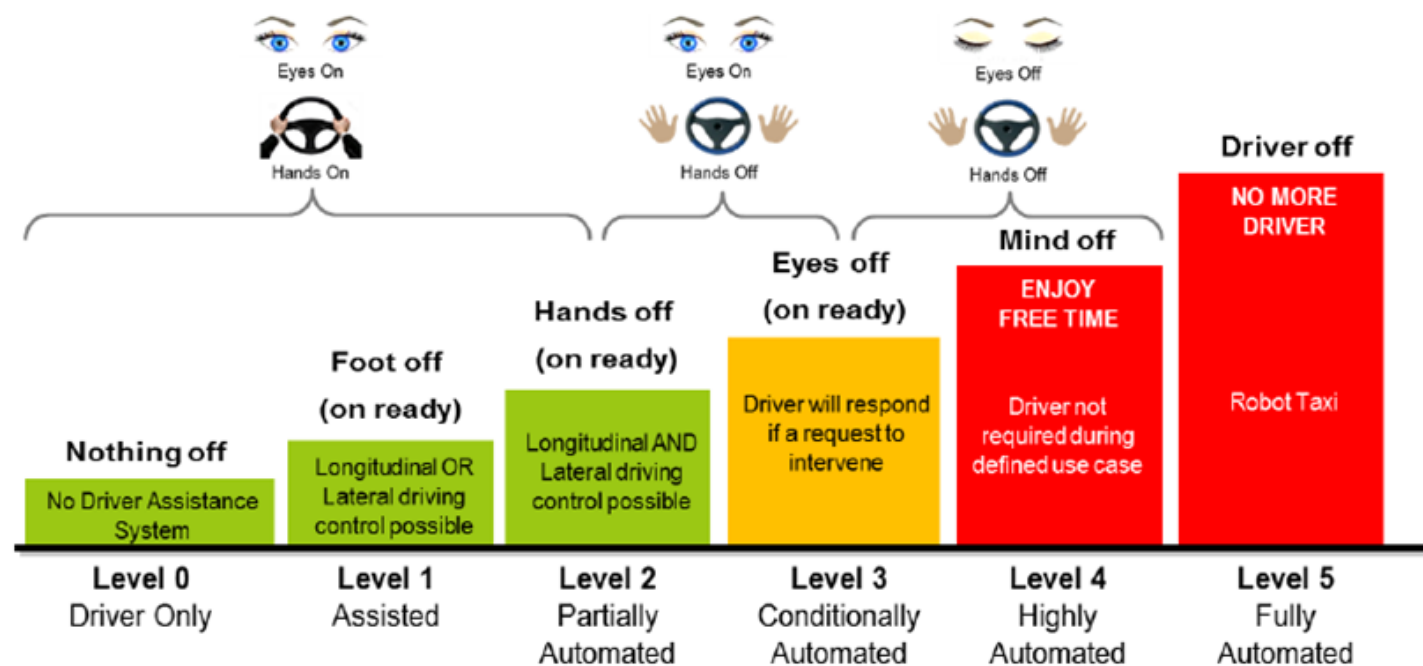 Eyes On
Hands On
Eyes On
Hands Off
Eyes Off
Hands Off
Nothing off
No Driver Assistance
System
Level 0
Driver Only
Foot off
(on ready)
Longitudinal OR
Lateral driving
control possible
Level 1
Assisted
Hands off
(on ready)
Longitudinal AND
Lateral driving
control possible
Level 2
Partially
Automated
Eyes off
(on ready)
Driver will respond
if a request to
intervene
Level 3
Conditionally
Automated
Mind off
ENJOY
FREE TIME
Driver not
required during
defined use case
Level 4
Highly
Automated
Driver off
NO MORE
DRIVER
Robot Taxi
Level 5
Fully
Automated